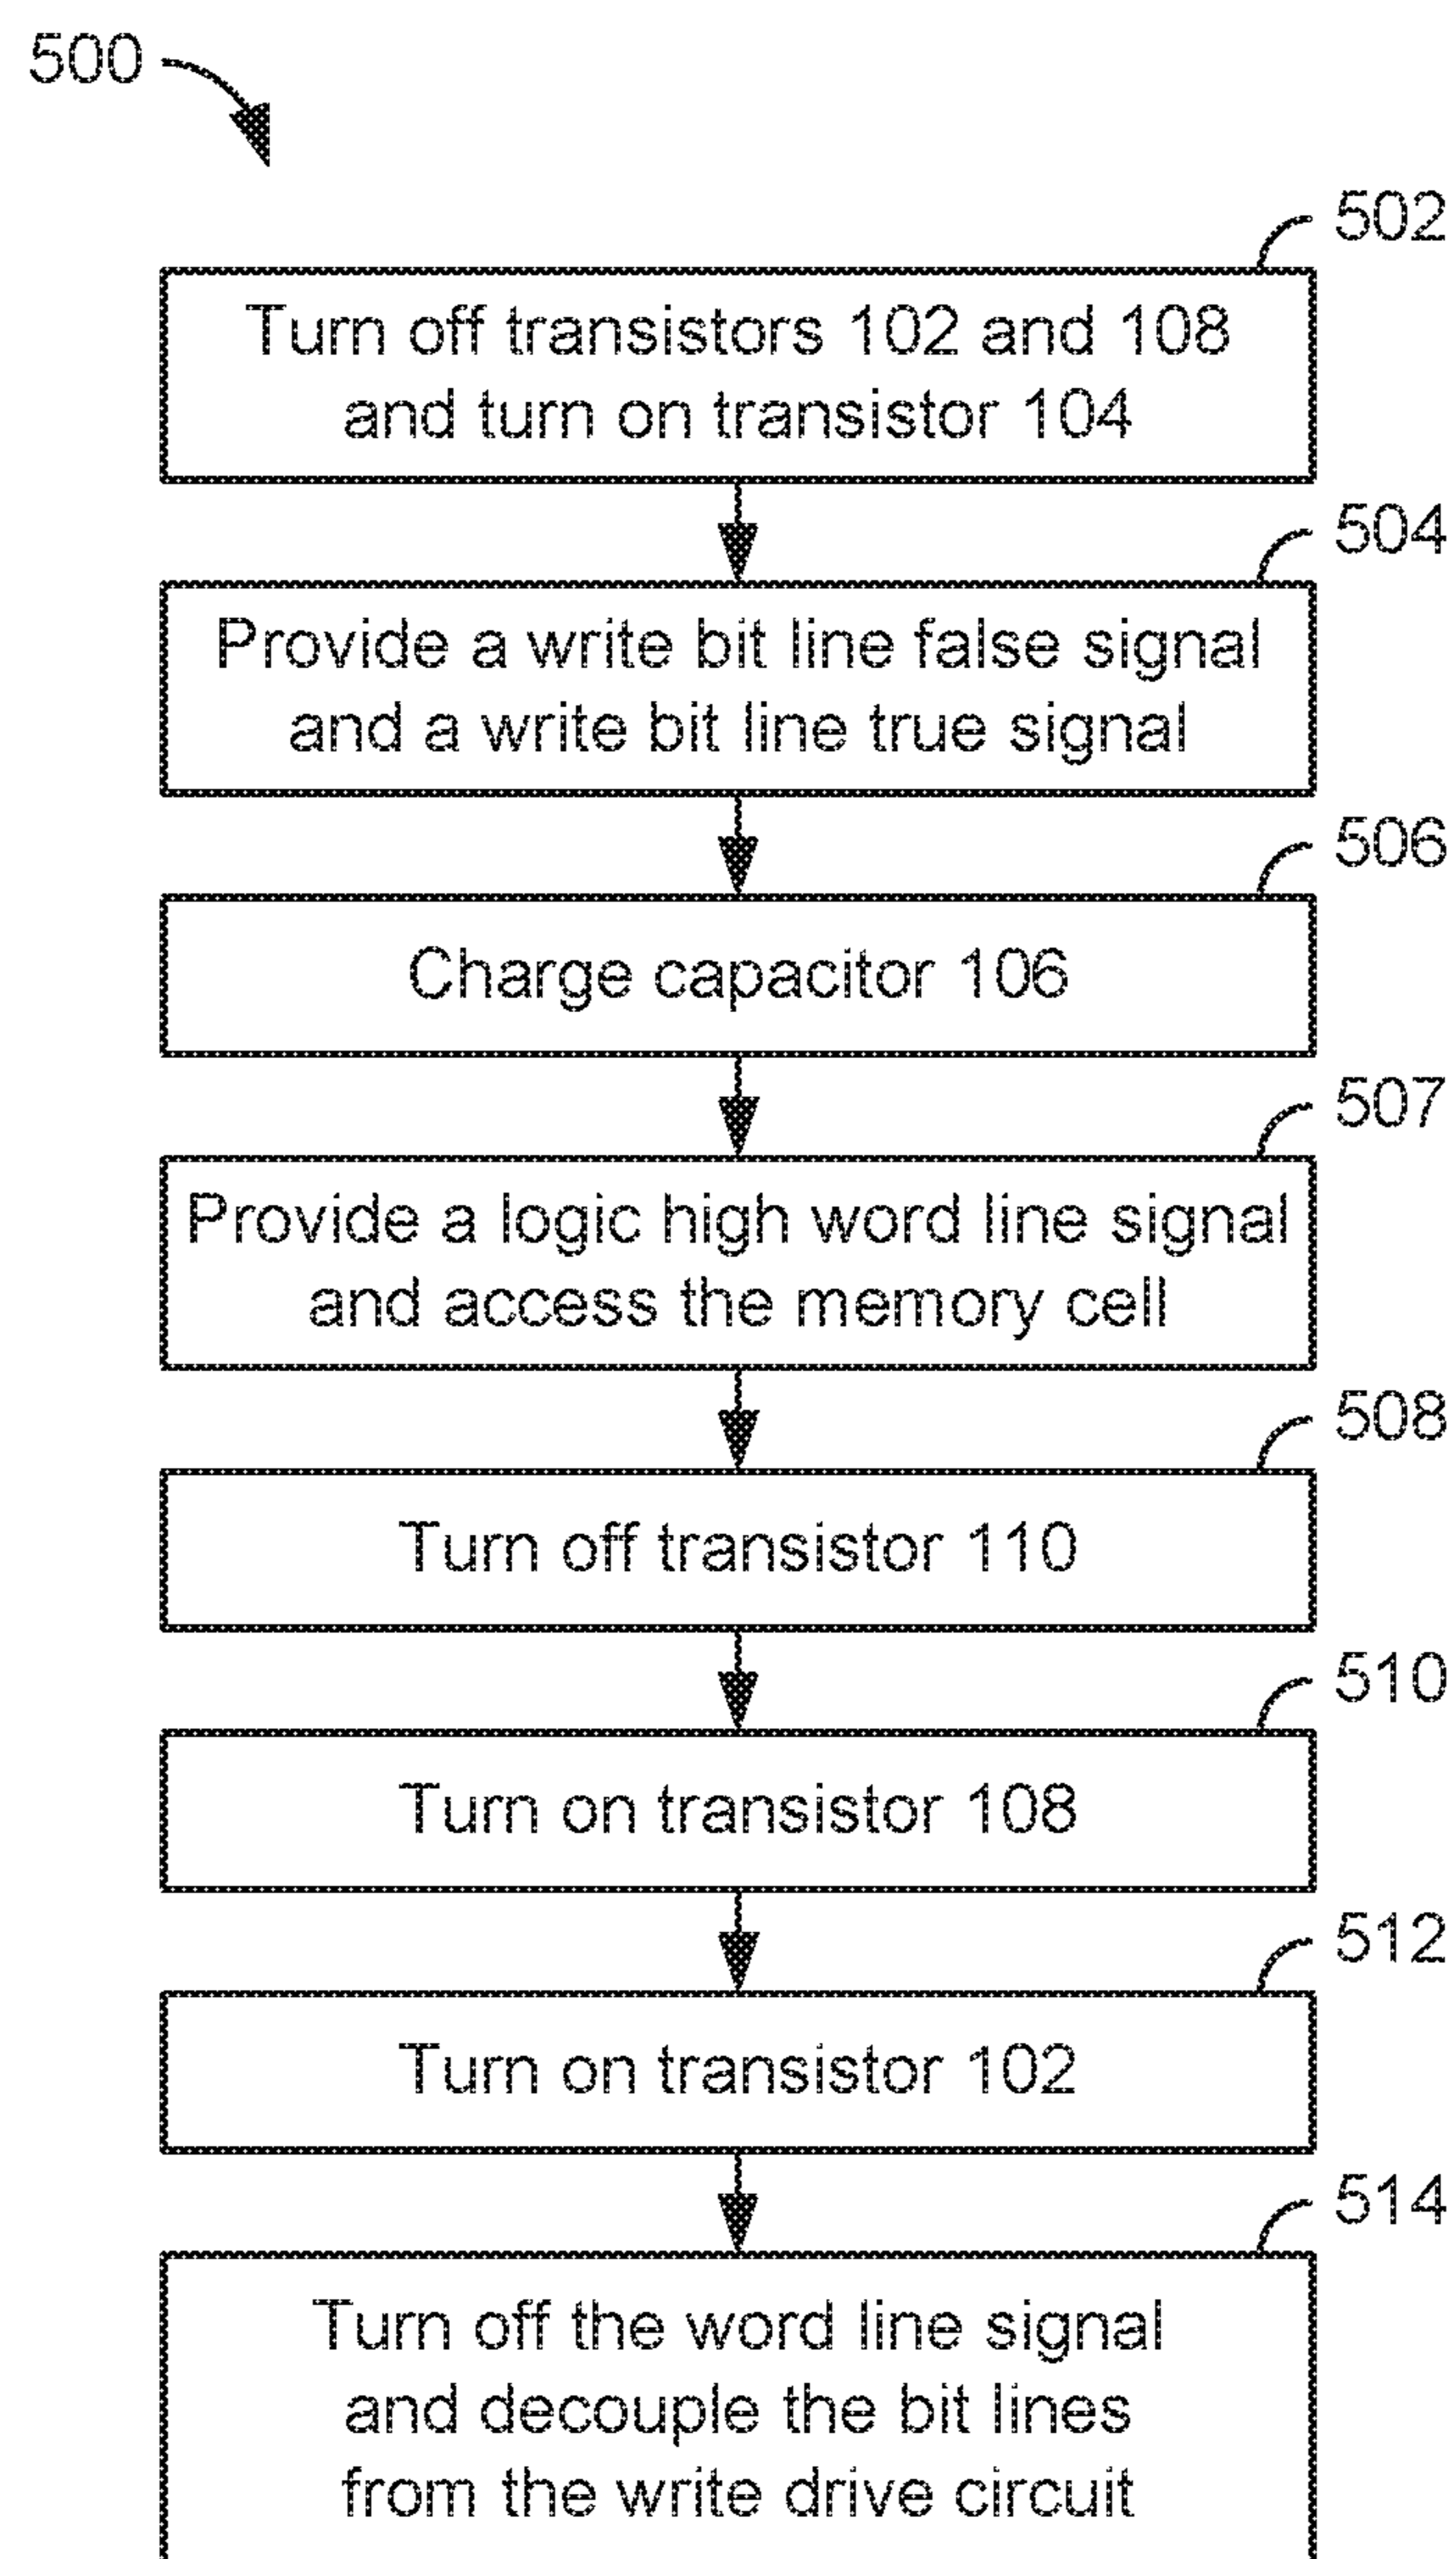 500
502
Turn off transistors 102 and 108
and turn on transistor 104
504
Provide a write bit line false signal
and a write bit line true signal
506
Charge capacitor 106
507
Provide a logic high word line signal
and access the memory cell
508
Turn off transistor 110
510
Turn on transistor 108
512
Turn on transistor 102
514
Turn off the word line signal
and decouple the bit lines
from the write drive circuit